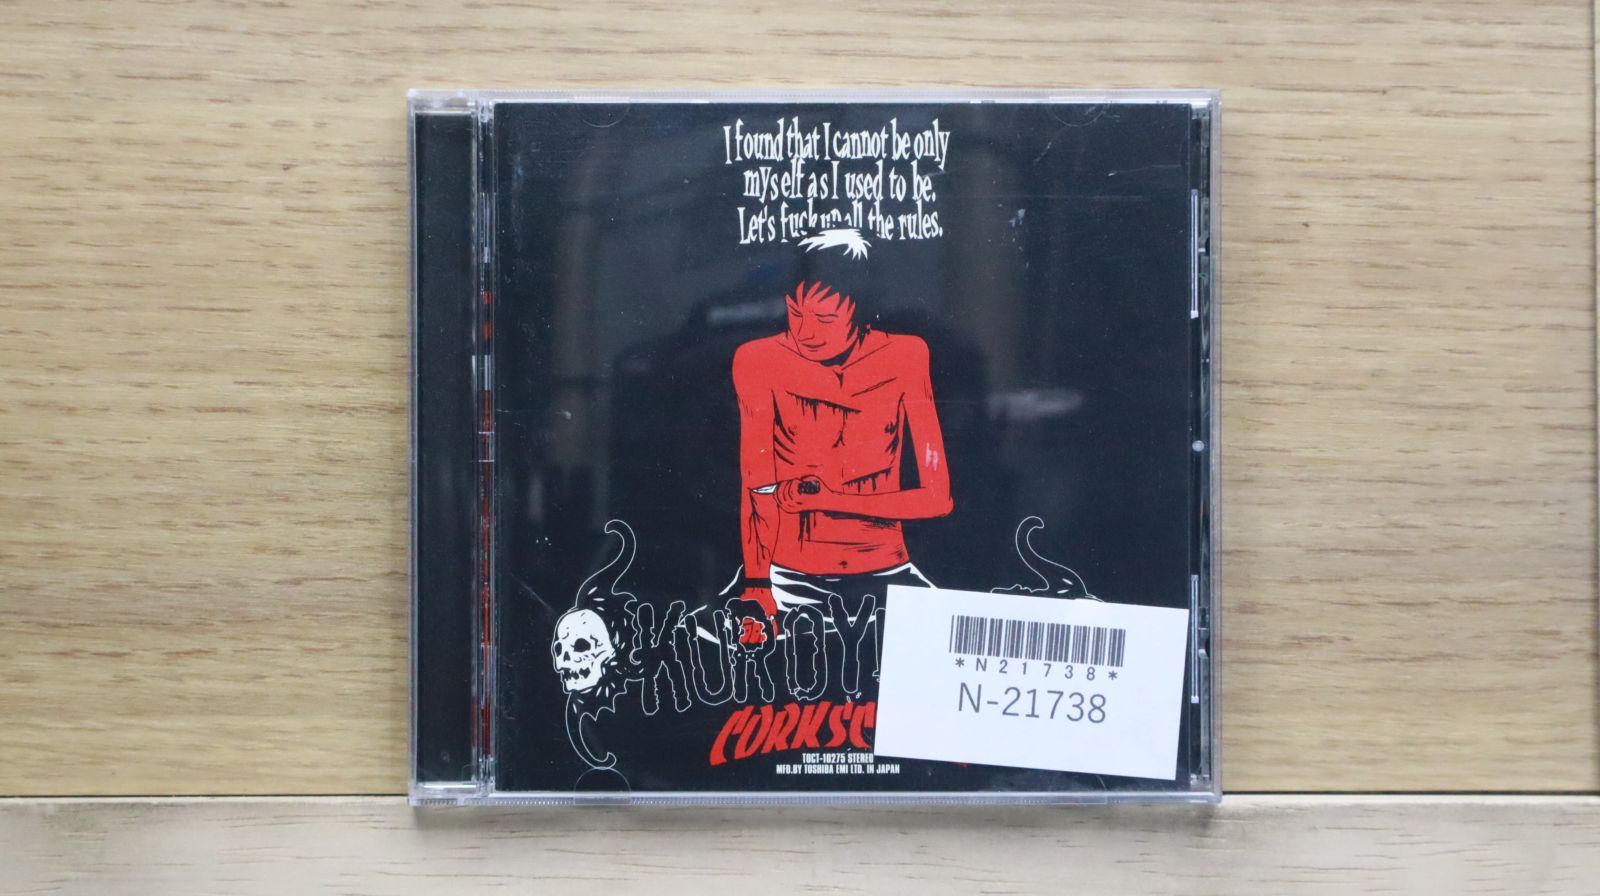 I found that I cannot be only
myself as I used to be.
Let's fuck up all the rules.
KUROY
CORKSC
TOCT-10275 STEREO
MFD.BY TOSHIBA EMI LTD. IN JAPAN
*N21738*
N-21738